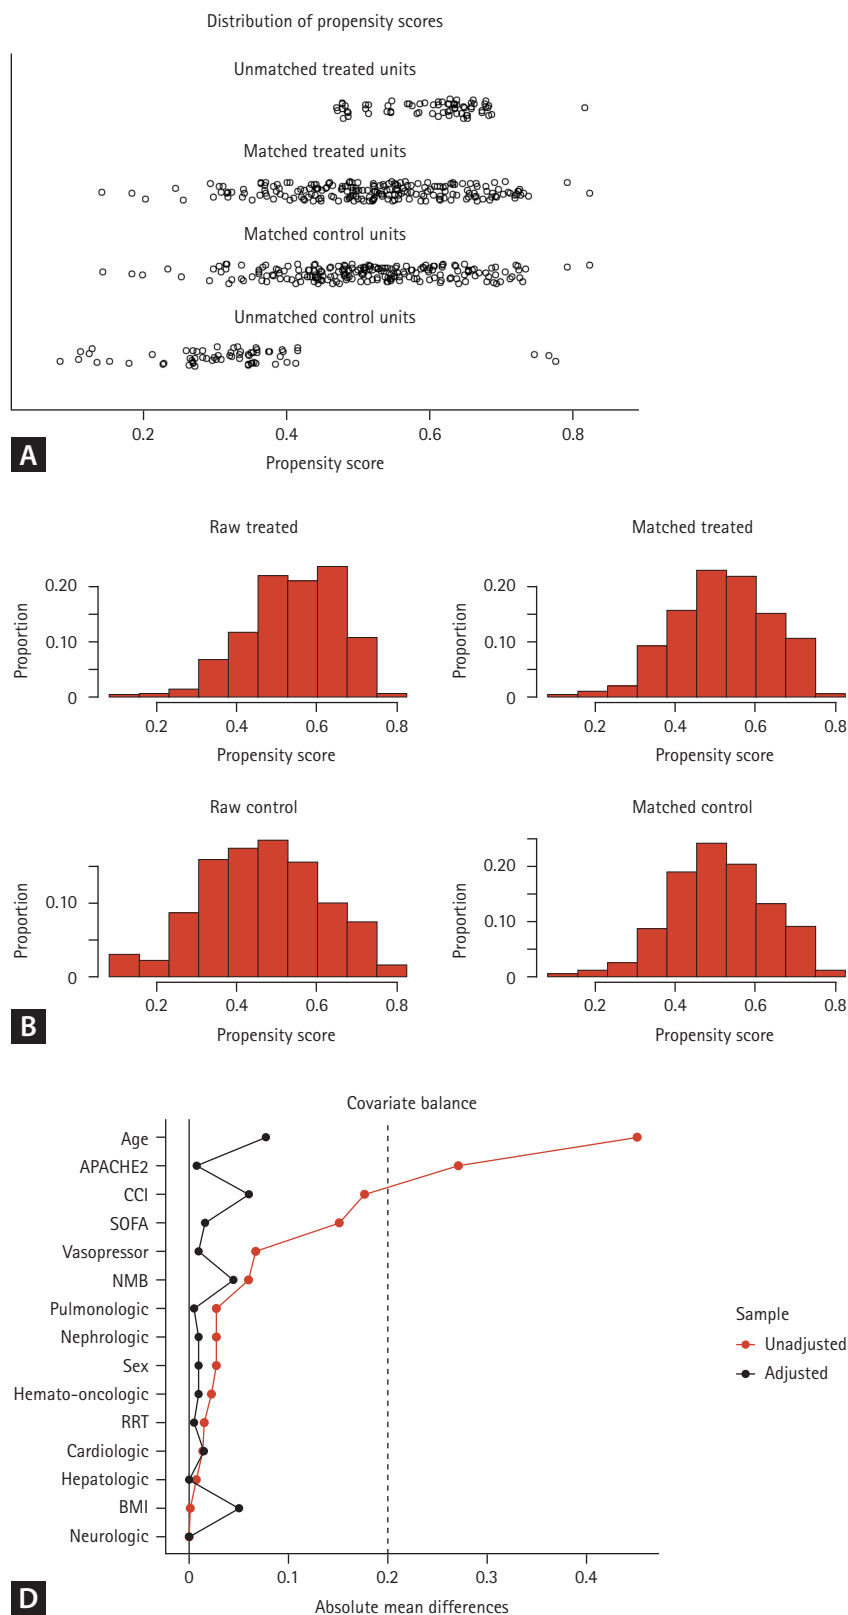 Distribution of propensity scores
Unmatched treated units
Matched treated units
Matched control units
Unmatched control units
0.2 0.4 0.6 0.8
Propensity score
A
Raw treated
Proportion
0.20
0.10
0
0.2 0.4 0.6 0.8
Propensity score
Matched treated
Proportion
0.20
0.10
0
0.2 0.4 0.6 0.8
Propensity score
Raw control
Proportion
0.10
0
0.2 0.4 0.6 0.8
Propensity score
Matched control
Proportion
0.20
0.10
0
0.2 0.4 0.6 0.8
Propensity score
B
Covariate balance
Age
APACHE2
CCI
SOFA
Vasopressor
NMB
Pulmonologic
Nephrologic
Sex
Hemato-oncologic
RRT
Cardiologic
Hepatologic
BMI
Neurologic
0 0.1 0.2 0.3 0.4
Absolute mean differences
Sample
Unadjusted
Adjusted
D